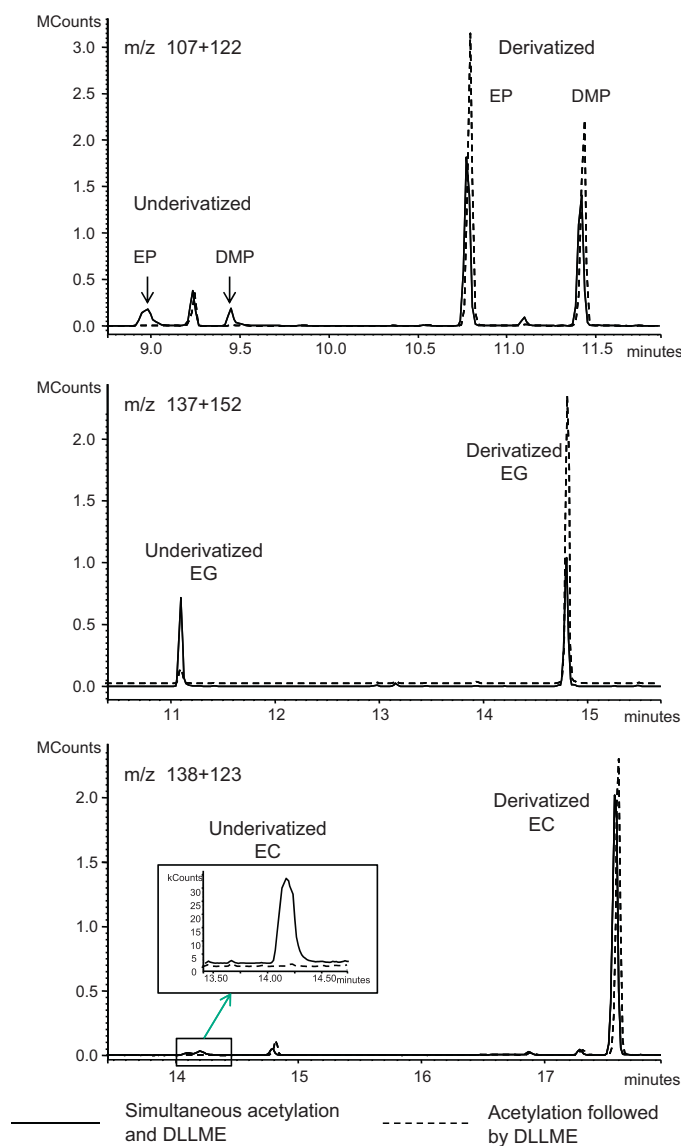 MCounts
m/z 107+122
Derivatized
3.0
EP
DMP
2.5
2.0
1.5
Underivatized
1.0
EP
DMP
0.5
0.0
9.0
9.5
10.0
10.5
11.0
11.5
minutes
MCounts
m/z 137+152
2.0
Derivatized
EG
1.5
1.0
Underivatized
EG
0.5
0.0
11
12
13
14
15
minutes
MCounts
m/z 138+123
2.0
Underivatized
EC
Derivatized
EC
1.5
kCounts
30
25
20
15
10
5
0
13.50
14.00
14.50
minutes
1.0
0.5
0.0
14
15
16
17
minutes
Simultaneous acetylation
and DLLME
Acetylation followed
by DLLME